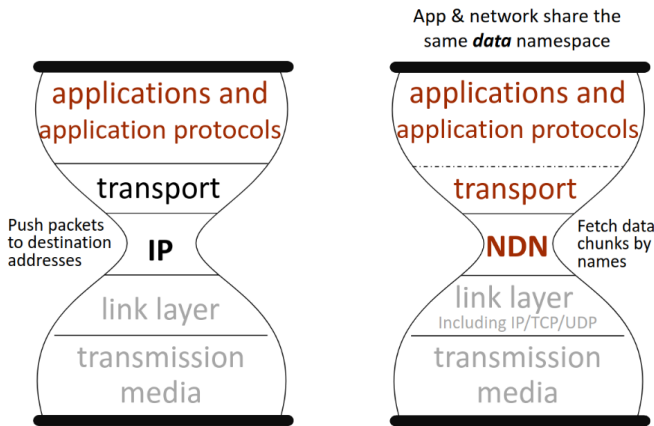 applications and
application protocols
transport
Push packets
to destination
addresses
IP
link layer
transmission
media
App & network share the
same data namespace
applications and
application protocols
transport
NDN
Fetch data
chunks by
names
link layer
Including IP/TCP/UDP
transmission
media